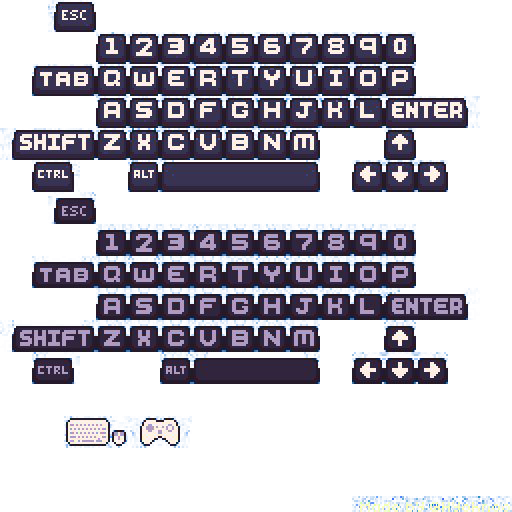 ESC
1 2 3 4 5 6 7 8 9 0
TAB Q W E R T Y U I O P
A S D F G H J K L ENTER
SHIFT Z X C V B N M ↑
CTRL ALT ← ↓ →
ESC
1 2 3 4 5 6 7 8 9 0
TAB Q W E R T Y U I O P
A S D F G H J K L ENTER
SHIFT Z X C V B N M ↑
CTRL ALT ← ↓ →